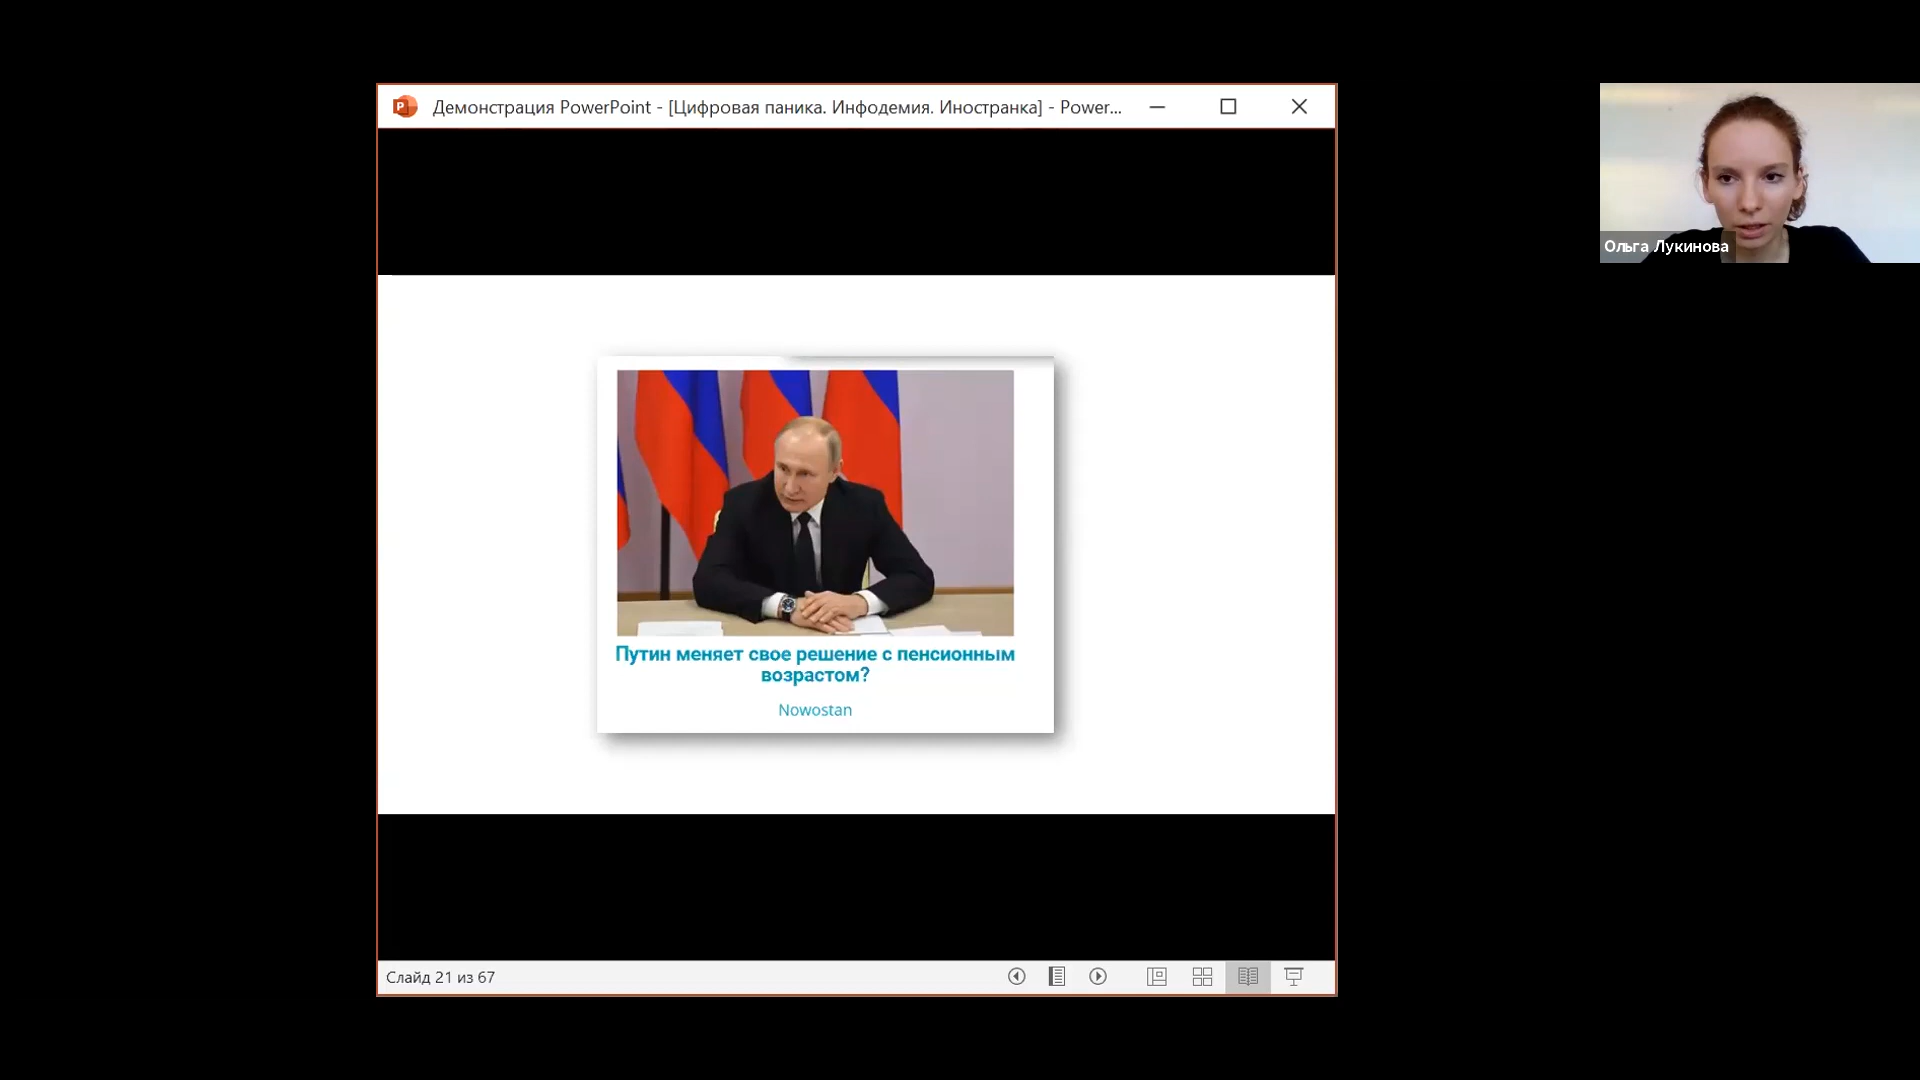 Демонстрация PowerPoint - [Цифровая паника. Инфодемия. Иностранка] - Power...
Ольга Лукинова
Путин меняет свое решение с пенсионным
возрастом?
Nowostan
Слайд 21 из 67